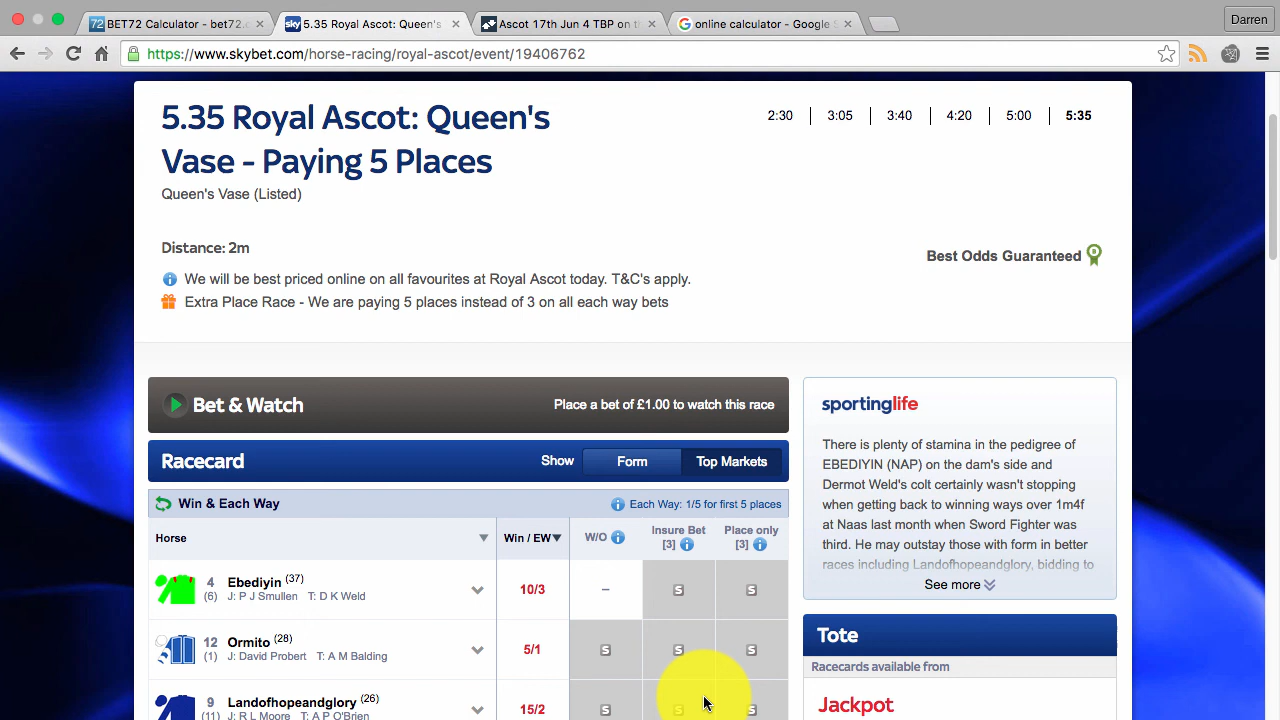 72 BET72 Calculator - bet72.c
sky 5.35 Royal Ascot: Queen's
Ascot 17th Jun 4 TBP on th
G online calculator - Google S
Darren
https://www.skybet.com/horse-racing/royal-ascot/event/19406762
5.35 Royal Ascot: Queen's
Vase - Paying 5 Places
2:30 3:05 3:40 4:20 5:00 5:35
Queen's Vase (Listed)
Distance: 2m
Best Odds Guaranteed
We will be best priced online on all favourites at Royal Ascot today. T&C's apply.
Extra Place Race - We are paying 5 places instead of 3 on all each way bets
Bet & Watch
Place a bet of £1.00 to watch this race
Racecard
Show Form Top Markets
Win & Each Way
Each Way: 1/5 for first 5 places
Horse Win / EW W/O Insure Bet [3] Place only [3]
4 Ebediyin (37) 10/3 – S S
(6) J: P J Smullen T: D K Weld
12 Ormito (28) 5/1 S S S
(1) J: David Probert T: A M Balding
9 Landofhopeandglory (26) 15/2 S S S
(11) J: R L Moore T: A P O'Brien
sportinglife
There is plenty of stamina in the pedigree of
EBEDIYIN (NAP) on the dam's side and
Dermot Weld's colt certainly wasn't stopping
when getting back to winning ways over 1m4f
at Naas last month when Sword Fighter was
third. He may outstay those with form in better
races including Landofhopeandglory, bidding to
See more
Tote
Racecards available from
Jackpot